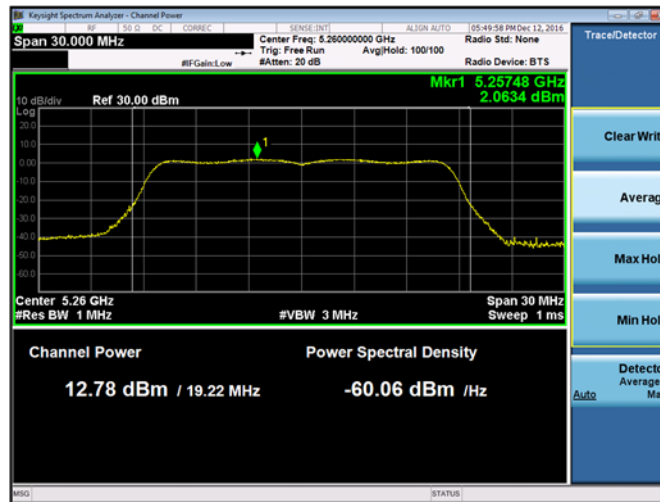 Keysight Spectrum Analyzer - Channel Power
RF 50 Ω DC CORREC SENSE:INT ALIGN AUTO 05:49:58 PM Dec 12, 2016
Span 30.000 MHz
Center Freq: 5.260000000 GHz
Radio Std: None
Trig: Free Run Avg|Hold: 100/100
#IFGain:Low #Atten: 20 dB Radio Device: BTS
Trace/Detector
Mkr1 5.25748 GHz
2.0634 dBm
10 dB/div Ref 30.00 dBm
Log
20.0
10.0
0.00
-10.0
-20.0
-30.0
-40.0
-50.0
-60.0
1
Center 5.26 GHz Span 30 MHz
#Res BW 1 MHz #VBW 3 MHz Sweep 1 ms
Channel Power Power Spectral Density
12.78 dBm / 19.22 MHz -60.06 dBm /Hz
Clear Writ
Averag
Max Hol
Min Hol
Detecto
Average
Auto Ma
MSG STATUS